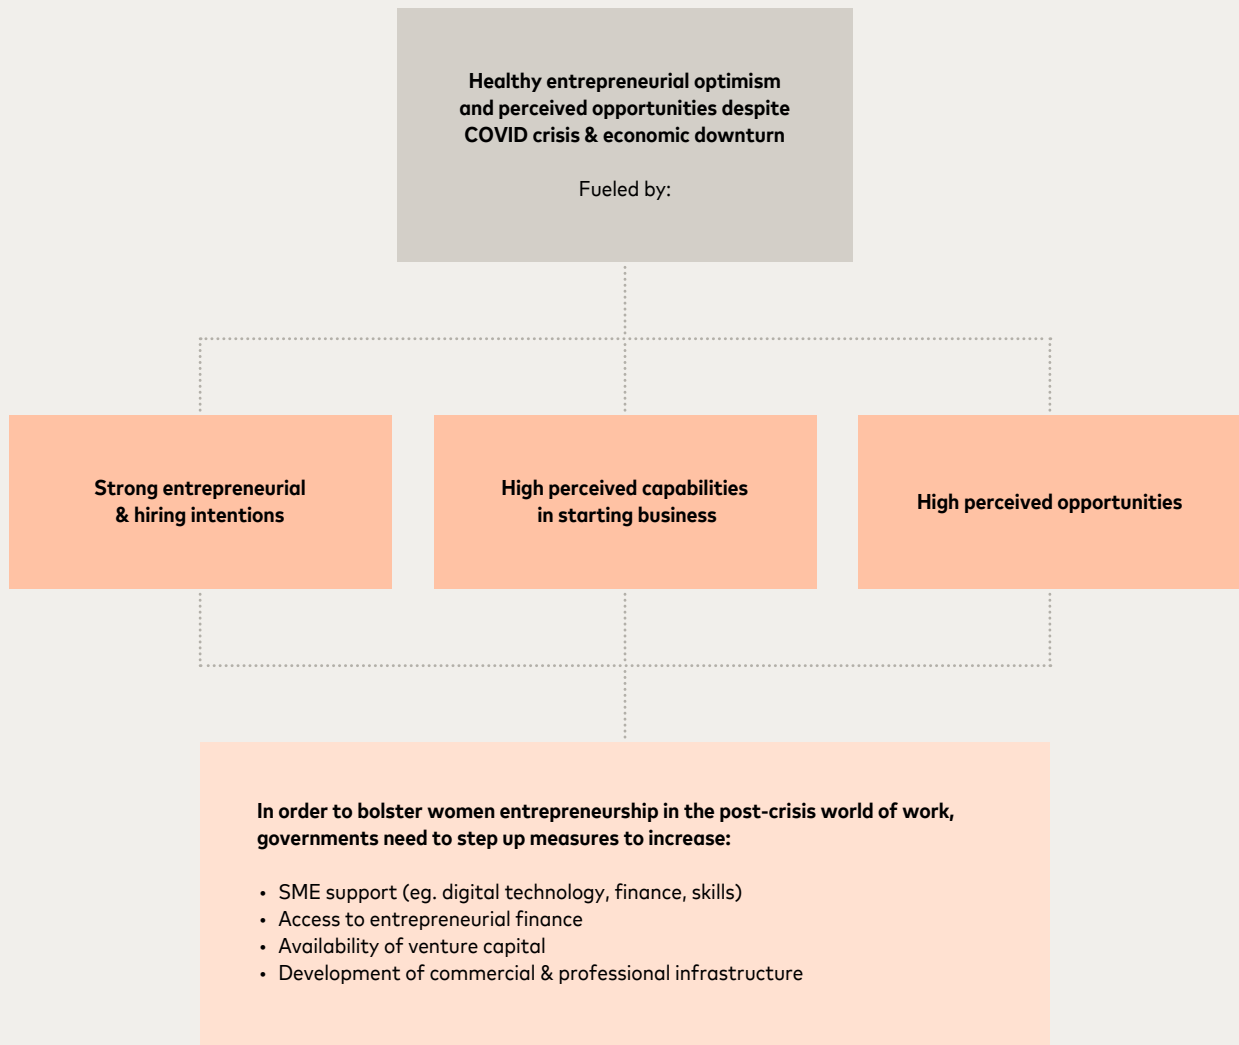 Healthy entrepreneurial optimism
and perceived opportunities despite
COVID crisis & economic downturn
Fueled by:
Strong entrepreneurial
& hiring intentions
High perceived capabilities
in starting business
High perceived opportunities
In order to bolster women entrepreneurship in the post-crisis world of work,
governments need to step up measures to increase:
• SME support (eg. digital technology, finance, skills)
• Access to entrepreneurial finance
• Availability of venture capital
• Development of commercial & professional infrastructure